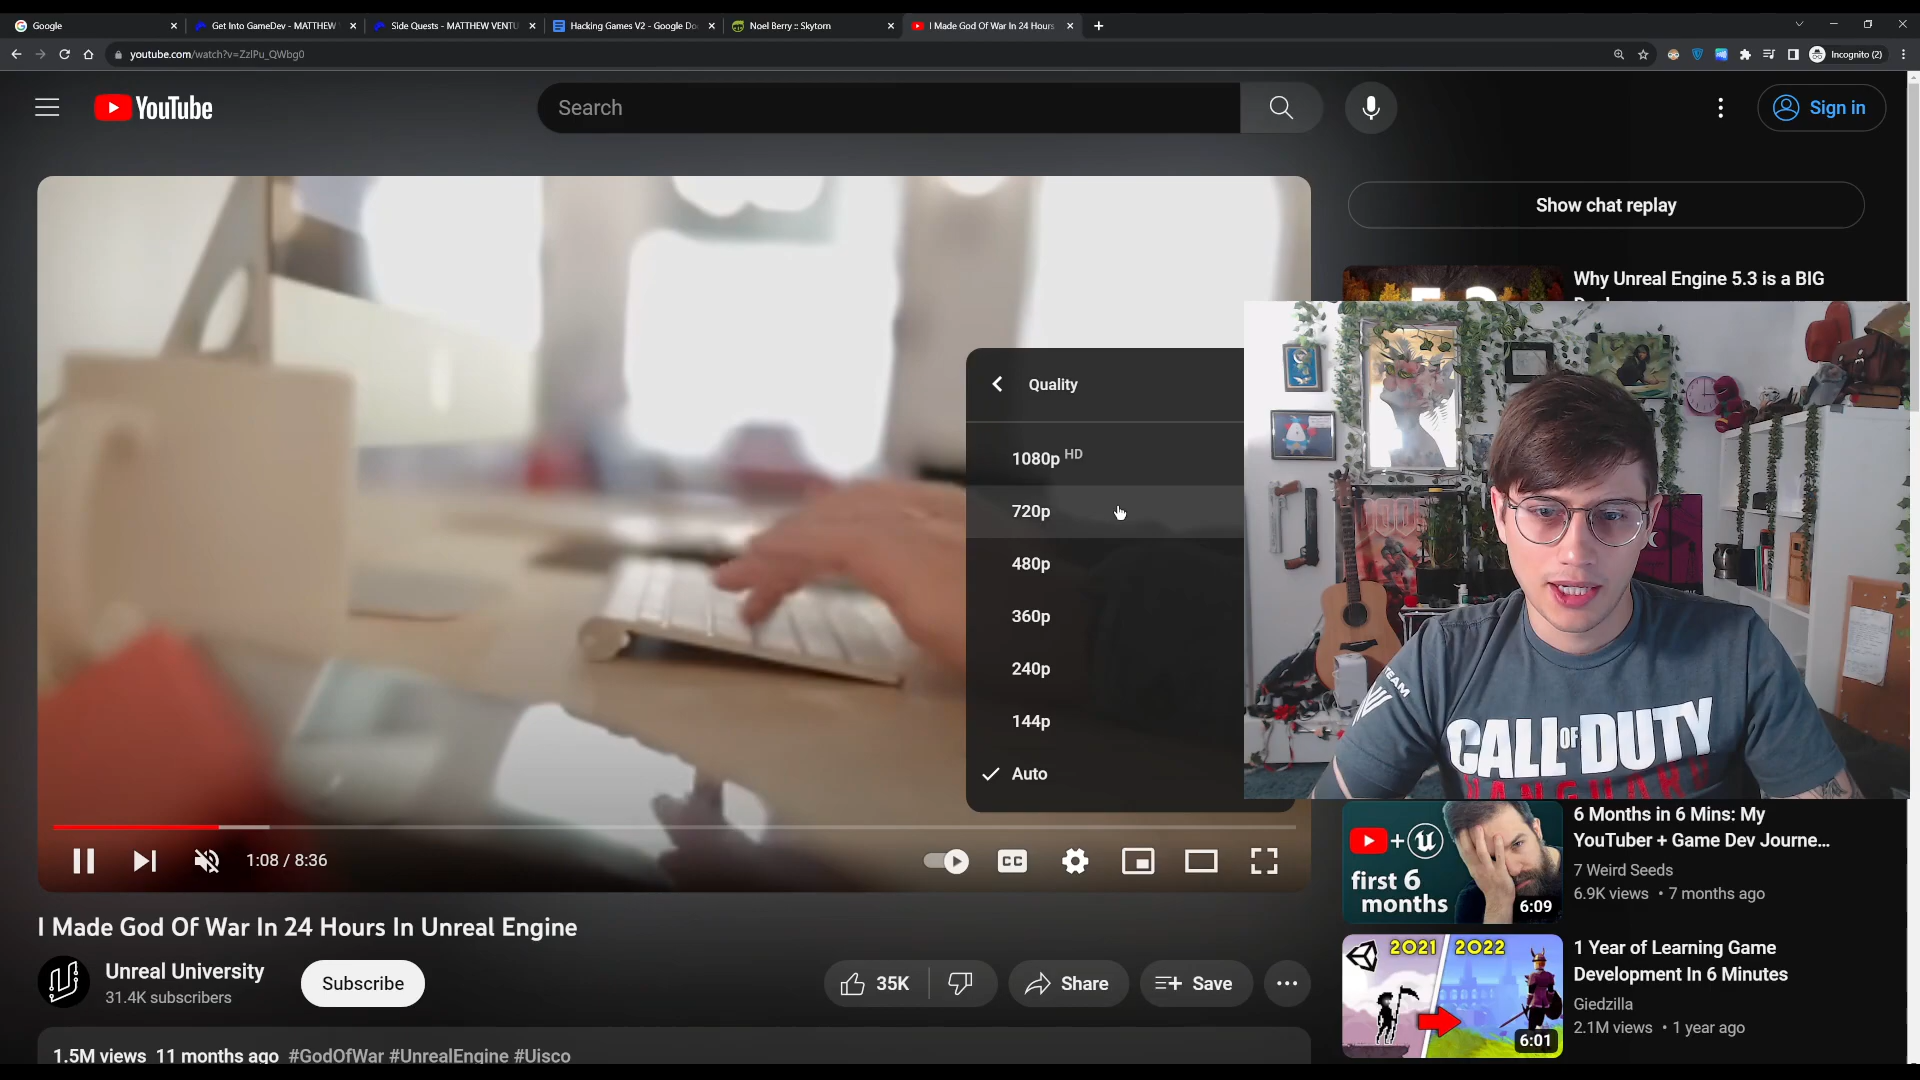 Google
Get Into GameDev - MATTHEW
Side Quests - MATTHEW VENTU
Hacking Games V2 - Google Do
Noel Berry :: Skytorn
I Made God Of War In 24 Hours
youtube.com/watch?v=ZzlPu_QWbg0
Incognito (2)
YouTube
Search
Sign in
Show chat replay
Why Unreal Engine 5.3 is a BIG
Quality
1080p HD
720p
480p
360p
240p
144p
Auto
TEAM
CALL OF DUTY
VANGUARD
1:08 / 8:36
CC
first 6
months
6:09
6 Months in 6 Mins: My
YouTuber + Game Dev Journe...
7 Weird Seeds
6.9K views • 7 months ago
I Made God Of War In 24 Hours In Unreal Engine
Unreal University
31.4K subscribers
Subscribe
35K
Share
Save
2021 2022
6:01
1 Year of Learning Game
Development In 6 Minutes
Giedzilla
2.1M views • 1 year ago
1.5M views 11 months ago #GodOfWar #UnrealEngine #Uisco